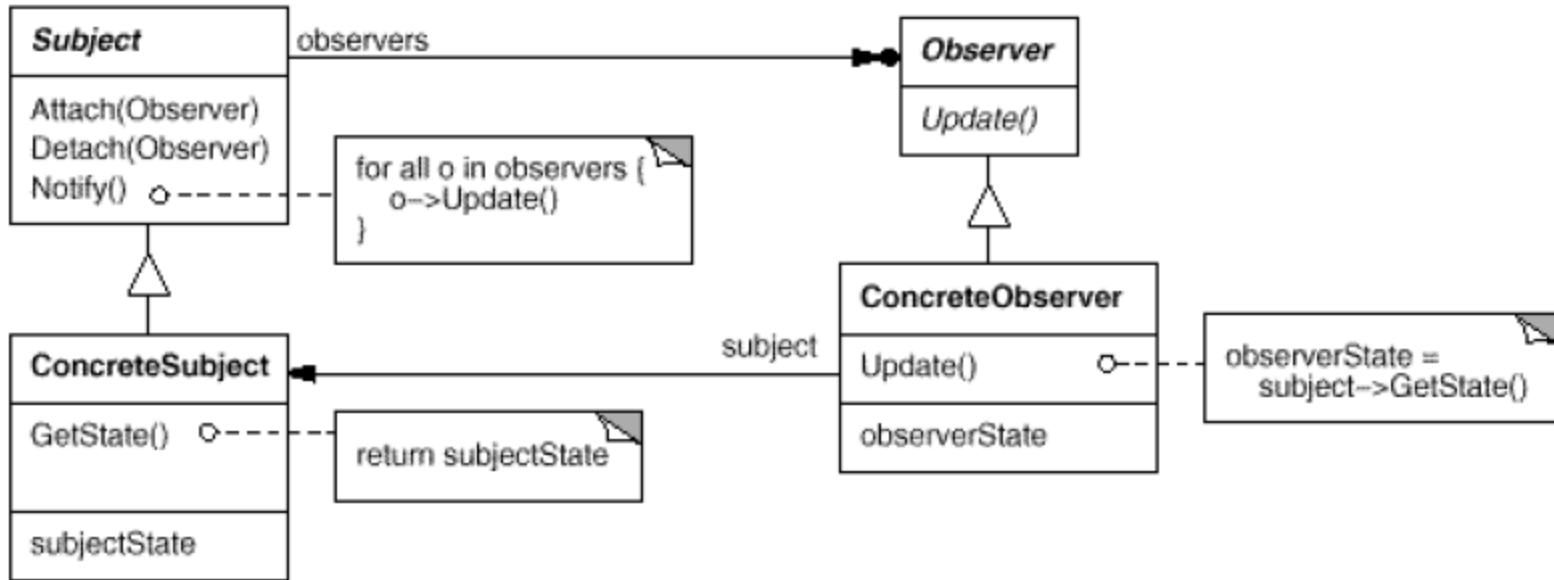 Subject
observers
Attach(Observer)
Detach(Observer)
Notify()
for all o in observers {
o->Update()
}
Observer
Update()
ConcreteSubject
GetState()
return subjectState
subjectState
subject
ConcreteObserver
Update()
observerState
observerState =
subject->GetState()